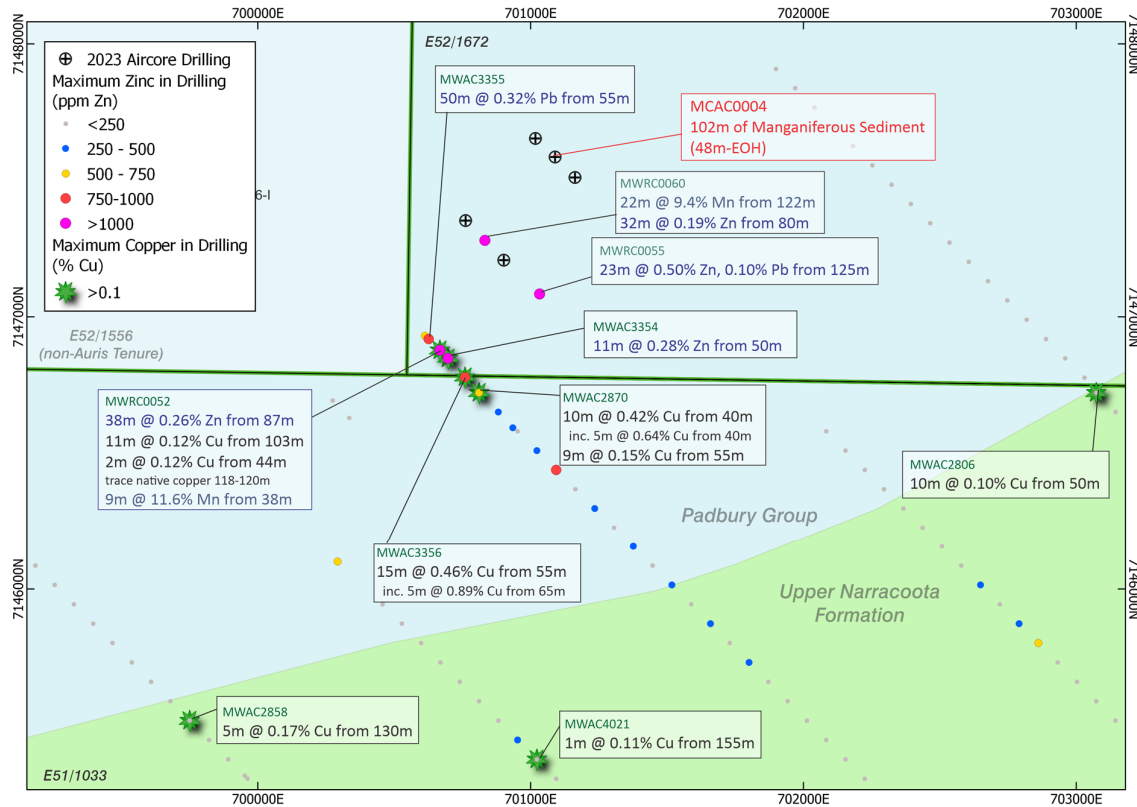 700000E
701000E
702000E
703000E
7148000N
7148000N
E52/1672
2023 Aircore Drilling
Maximum Zinc in Drilling
(ppm Zn)
<250
250 - 500
500 - 750
750-1000
>1000
Maximum Copper in Drilling
(% Cu)
>0.1
6-I
MWAC3355
50m @ 0.32% Pb from 55m
MCAC0004
102m of Manganiferous Sediment
(48m-EOH)
MWRC0060
22m @ 9.4% Mn from 122m
32m @ 0.19% Zn from 80m
MWRC0055
23m @ 0.50% Zn, 0.10% Pb from 125m
7147000N
7147000N
E52/1556
(non-Auris Tenure)
MWAC3354
11m @ 0.28% Zn from 50m
MWRC0052
38m @ 0.26% Zn from 87m
11m @ 0.12% Cu from 103m
2m @ 0.12% Cu from 44m
trace native copper 118-120m
9m @ 11.6% Mn from 38m
MWAC2870
10m @ 0.42% Cu from 40m
inc. 5m @ 0.64% Cu from 40m
9m @ 0.15% Cu from 55m
MWAC2806
10m @ 0.10% Cu from 50m
Padbury Group
MWAC3356
15m @ 0.46% Cu from 55m
inc. 5m @ 0.89% Cu from 65m
7146000N
7146000N
Upper Narracoota
Formation
MWAC2858
5m @ 0.17% Cu from 130m
MWAC4021
1m @ 0.11% Cu from 155m
E51/1033
700000E
701000E
702000E
703000E